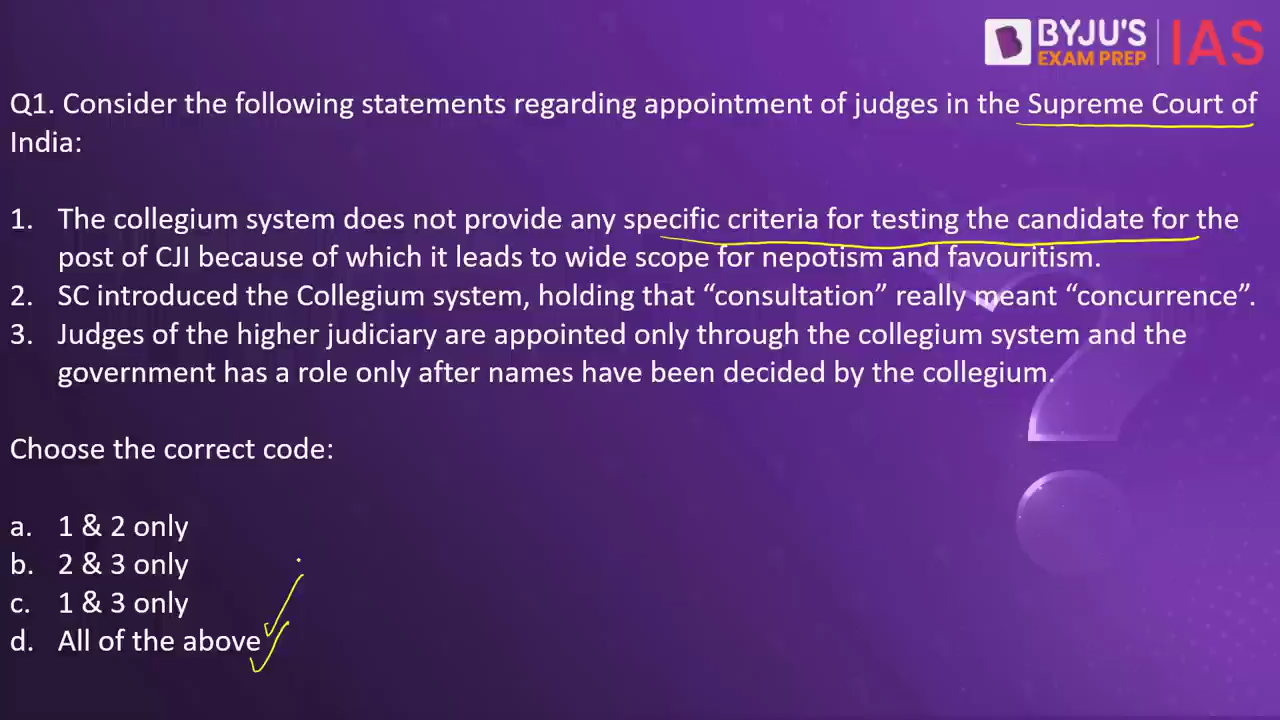 BYJU'S
EXAM PREP
IAS
Q1. Consider the following statements regarding appointment of judges in the Supreme Court of
India:
1. The collegium system does not provide any specific criteria for testing the candidate for the
post of CJI because of which it leads to wide scope for nepotism and favouritism.
2. SC introduced the Collegium system, holding that “consultation” really meant “concurrence”.
3. Judges of the higher judiciary are appointed only through the collegium system and the
government has a role only after names have been decided by the collegium.
Choose the correct code:
a. 1 & 2 only
b. 2 & 3 only
c. 1 & 3 only
d. All of the above